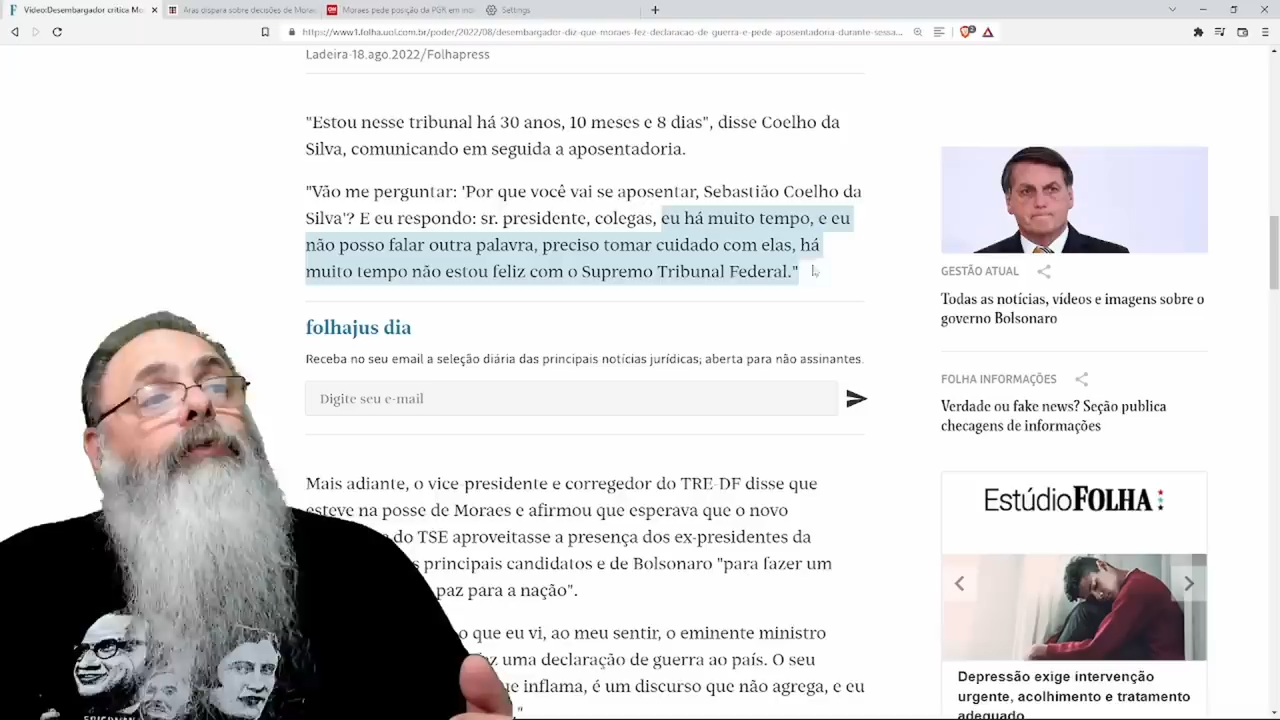 Vídeo:Desembargador critica Mo
Aras dispara sobre decisões de Morae
Moraes pede posição da PGR em inq
Settings
https://www1.folha.uol.com.br/poder/2022/08/desembargador-diz-que-moraes-fez-declaracao-de-guerra-e-pede-aposentadoria-durante-sessa...
Ladeira-18.ago.2022/Folhapress
"Estou nesse tribunal há 30 anos, 10 meses e 8 dias", disse Coelho da
Silva, comunicando em seguida a aposentadoria.
"Vão me perguntar: 'Por que você vai se aposentar, Sebastião Coelho da
Silva'? E eu respondo: sr. presidente, colegas, eu há muito tempo, e eu
não posso falar outra palavra, preciso tomar cuidado com elas, há
muito tempo não estou feliz com o Supremo Tribunal Federal."
folhajus dia
Receba no seu email a seleção diária das principais notícias jurídicas; aberta para não assinantes.
Digite seu e-mail
Mais adiante, o vice presidente e corregedor do TRE-DF disse que
esteve na posse de Moraes e afirmou que esperava que o novo
do TSE aproveitasse a presença dos ex-presidentes da
principais candidatos e de Bolsonaro "para fazer um
paz para a nação".
o que eu vi, ao meu sentir, o eminente ministro
uma declaração de guerra ao país. O seu
inflama, é um discurso que não agrega, e eu
"
GESTÃO ATUAL
Todas as notícias, vídeos e imagens sobre o
governo Bolsonaro
FOLHA INFORMAÇÕES
Verdade ou fake news? Seção publica
checagens de informações
EstúdioFOLHA
Depressão exige intervenção
urgente, acolhimento e tratamento
adequado